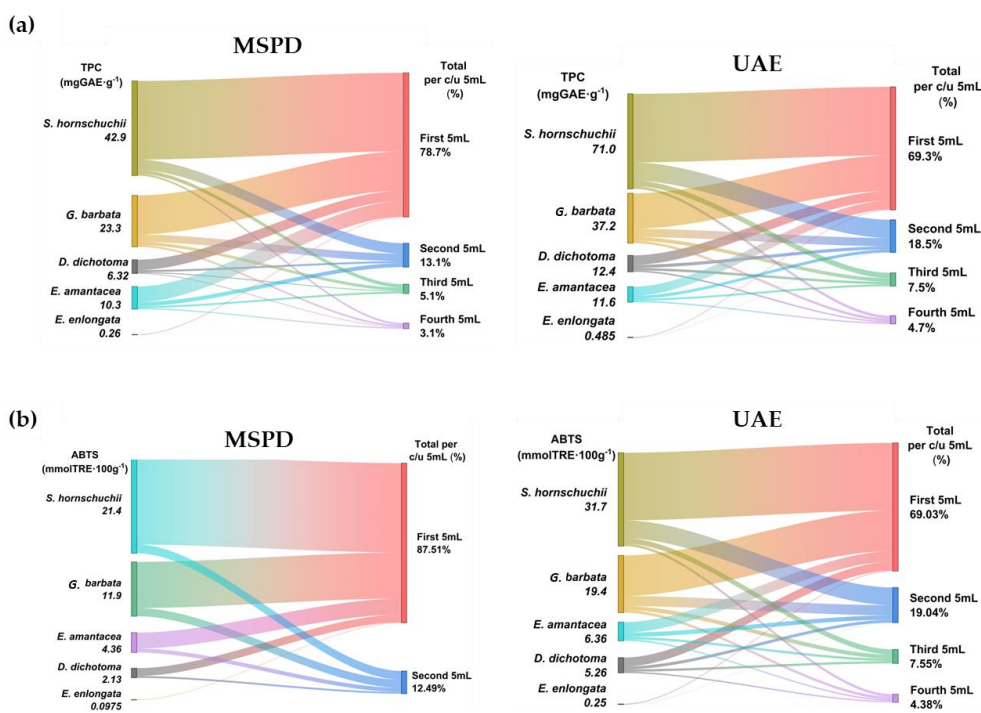 (a)
MSPD
TPC
(mgGAE·g⁻¹)
Total
per c/u 5mL
(%)
S. hornschuchii
42.9
First 5mL
78.7%
G. barbata
23.3
D. dichotoma
6.32
Second 5mL
13.1%
E. amantacea
10.3
Third 5mL
5.1%
E. enlongata
0.26
Fourth 5mL
3.1%
UAE
TPC
(mgGAE·g⁻¹)
Total
per c/u 5mL
(%)
S. hornschuchii
71.0
First 5mL
69.3%
G. barbata
37.2
Second 5mL
18.5%
D. dichotoma
12.4
Third 5mL
7.5%
E. amantacea
11.6
Fourth 5mL
4.7%
E. enlongata
0.485
(b)
MSPD
ABTS
(mmolTRE·100g⁻¹)
Total per
c/u 5mL (%)
S. hornschuchii
21.4
First 5mL
87.51%
G. barbata
11.9
E. amantacea
4.36
D. dichotoma
2.13
Second 5mL
12.49%
E. enlongata
0.0975
UAE
ABTS
(mmolTRE·100g⁻¹)
Total per
c/u 5mL
(%)
S. hornschuchii
31.7
First 5mL
69.03%
G. barbata
19.4
Second 5mL
19.04%
E. amantacea
6.36
D. dichotoma
5.26
Third 5mL
7.55%
E. enlongata
0.25
Fourth 5mL
4.38%